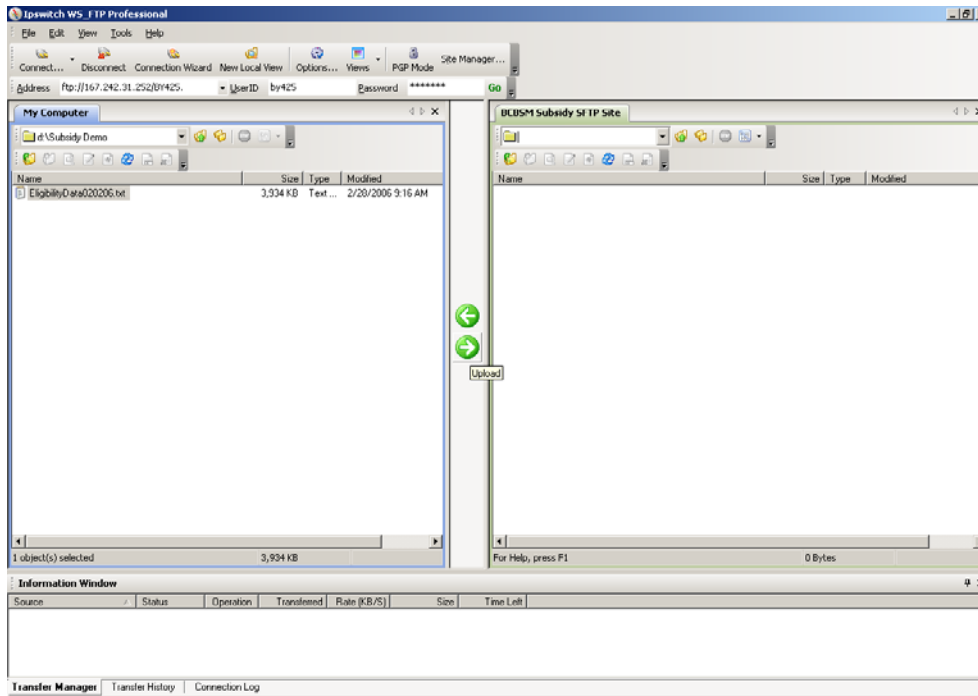 Ipswitch WS_FTP Professional
File Edit View Tools Help
Connect... Disconnect Connection Wizard New Local View Options... Views PGP Mode Site Manager...
Address ftp://167.242.31.252/BY425. UserID by425 Password ******* Go
My Computer
d:\Subsidy Demo
Name Size Type Modified
EligibilityData020206.txt 3,934 KB Text ... 2/28/2006 9:16 AM
1 object(s) selected 3,934 KB
Upload
BCBSM Subsidy SFTP Site
Name Size Type Modified
For Help, press F1 0 Bytes
Information Window
Source Status Operation Transferred Rate (KB/S) Size Time Left
Transfer Manager Transfer History Connection Log